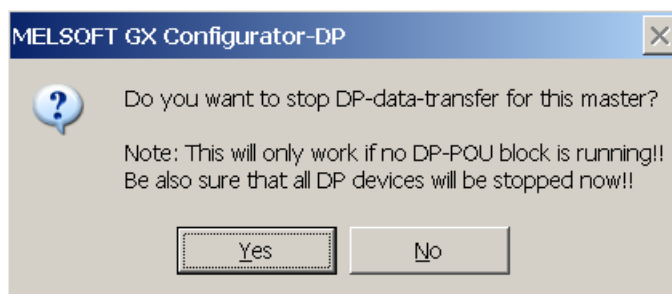 MELSOFT GX Configurator-DP
Do you want to stop DP-data-transfer for this master?
Note: This will only work if no DP-POU block is running!!
Be also sure that all DP devices will be stopped now!!
Yes
No